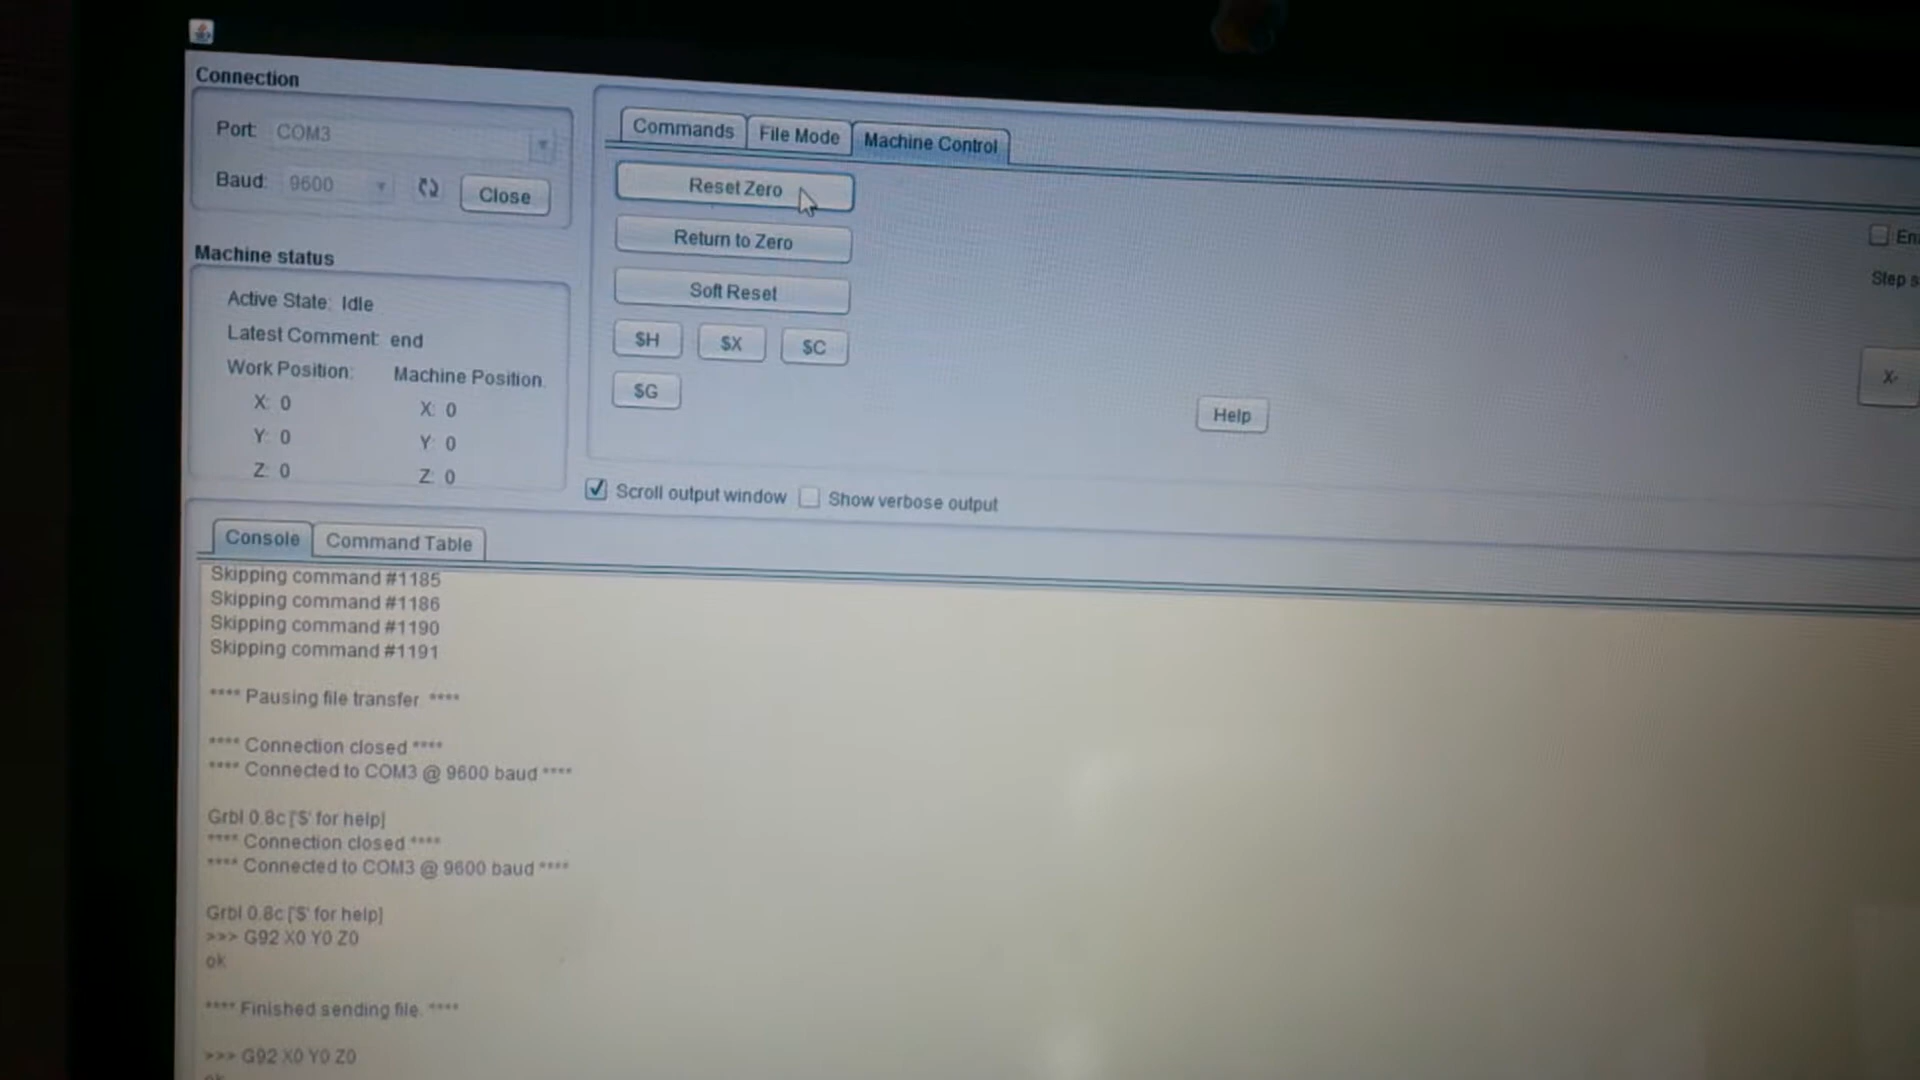 Connection
Port: COM3
Baud: 9600
Close
Machine status
Active State: Idle
Latest Comment: end
Work Position: Machine Position:
X: 0 X: 0
Y: 0 Y: 0
Z: 0 Z: 0
Commands File Mode Machine Control
Reset Zero
Return to Zero
Soft Reset
$H $X $C
$G
Help
Step
X-
Scroll output window Show verbose output
Console Command Table
Skipping command #1185
Skipping command #1186
Skipping command #1190
Skipping command #1191
**** Pausing file transfer. ****
**** Connection closed ****
**** Connected to COM3 @ 9600 baud ****
Grbl 0.8c ['$' for help]
**** Connection closed ****
**** Connected to COM3 @ 9600 baud ****
Grbl 0.8c ['$' for help]
>>> G92 X0 Y0 Z0
ok
**** Finished sending file. ****
>>> G92 X0 Y0 Z0
ok